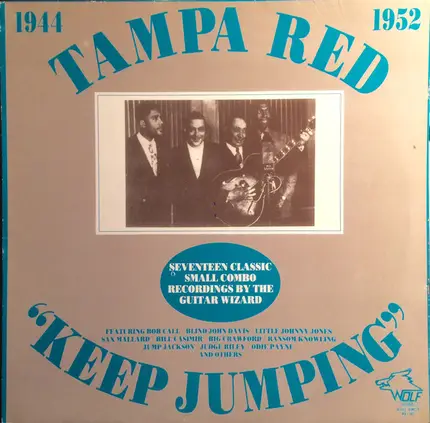 1944 1952
TAMPA RED
SEVENTEEN CLASSIC
SMALL COMBO
RECORDINGS BY THE
GUITAR WIZARD
FEATURING BOB CALL · BLIND JOHN DAVIS · LITTLE JOHNNY JONES
SAX MALLARD · BILL CASIMIR · BIG CRAWFORD · RANSOM KNOWLING
JUMP JACKSON · JUDGE RILEY · ODIE PAYNE
AND OTHERS
"KEEP JUMPING"
WOLF